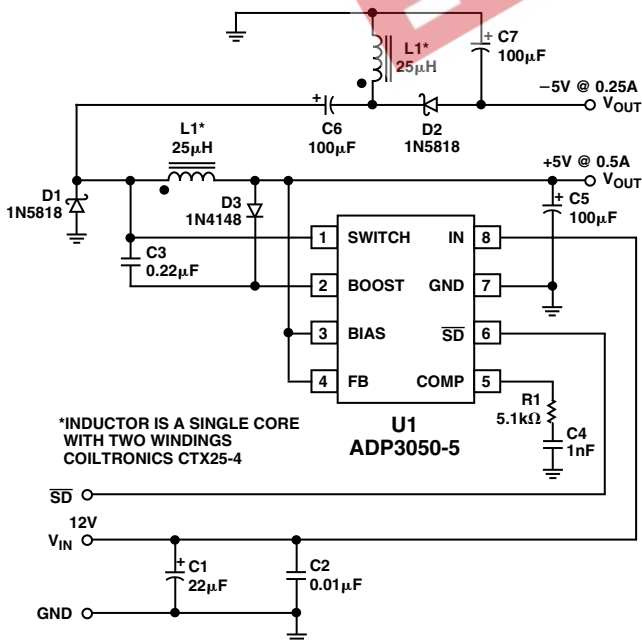 L1*
25μH
+ C7
100μF
−5V @ 0.25A
VOUT
+
C6
100μF
D2
1N5818
L1*
25μH
+5V @ 0.5A
VOUT
D1
1N5818
D3
1N4148
+ C5
100μF
C3
0.22μF
1 SWITCH IN 8
2 BOOST GND 7
3 BIAS SD 6
4 FB COMP 5
R1
5.1kΩ
C4
1nF
U1
ADP3050-5
*INDUCTOR IS A SINGLE CORE
WITH TWO WINDINGS
COILTRONICS CTX25-4
SD
12V
VIN
+ C1
22μF
C2
0.01μF
GND